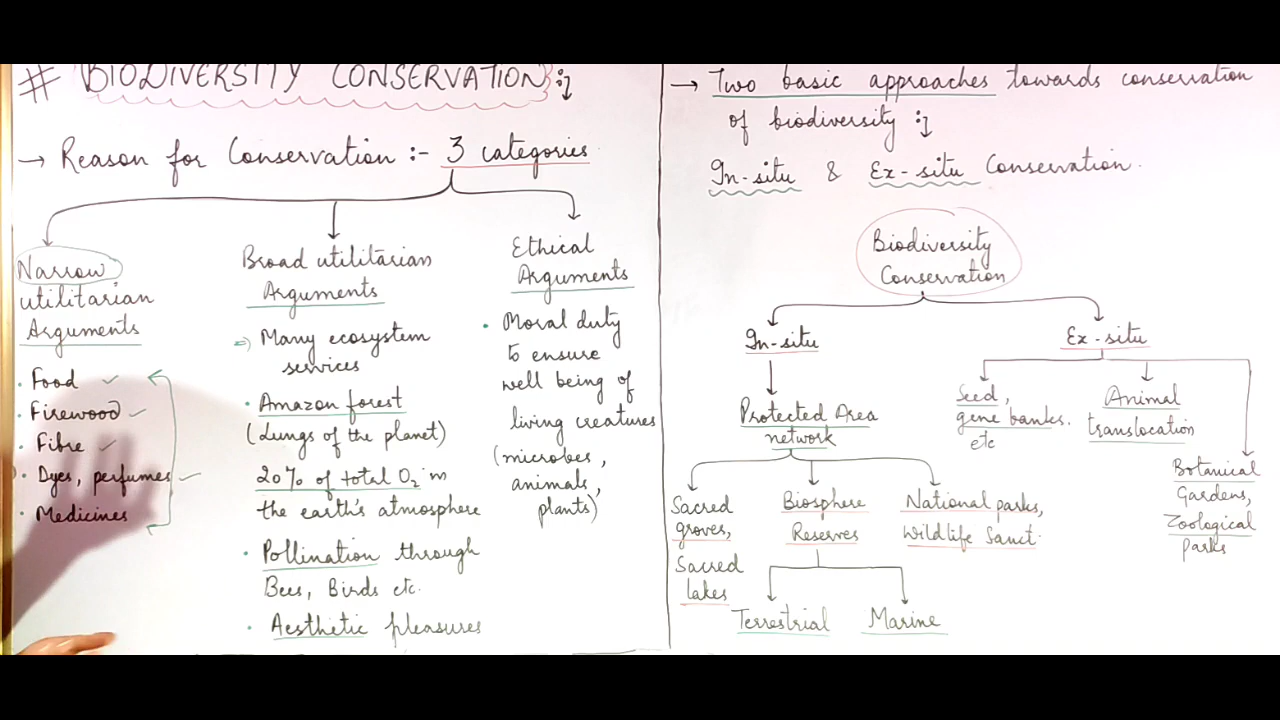 # BIODIVERSITY CONSERVATION :]
→ Reason for Conservation :- 3 categories
Narrow
utilitarian
Arguments
· Food ✓
· Firewood ✓
· Fibre ✓
· Dyes, perfumes ✓
· Medicines
Broad utilitarian
Arguments
⇒ Many ecosystem
services
· Amazon forest
(Lungs of the planet)
20% of total O₂ in
the earth's atmosphere
· Pollination through
Bees, Birds etc.
· Aesthetic pleasures
Ethical
Arguments
· Moral duty
to ensure
well being of
living creatures
(microbes,
animals,
plants)
→ Two basic approaches towards conservation
of biodiversity :]
In-situ & Ex-situ Conservation.
Biodiversity
Conservation
In-situ
Protected Area
network
Sacred
groves,
Sacred
lakes
Biosphere
Reserves
Terrestrial
Marine
National parks,
Wildlife Sanct.
Ex-situ
Seed,
gene banks.
etc
Animal
translocation
Botanical
Gardens,
Zoological
parks